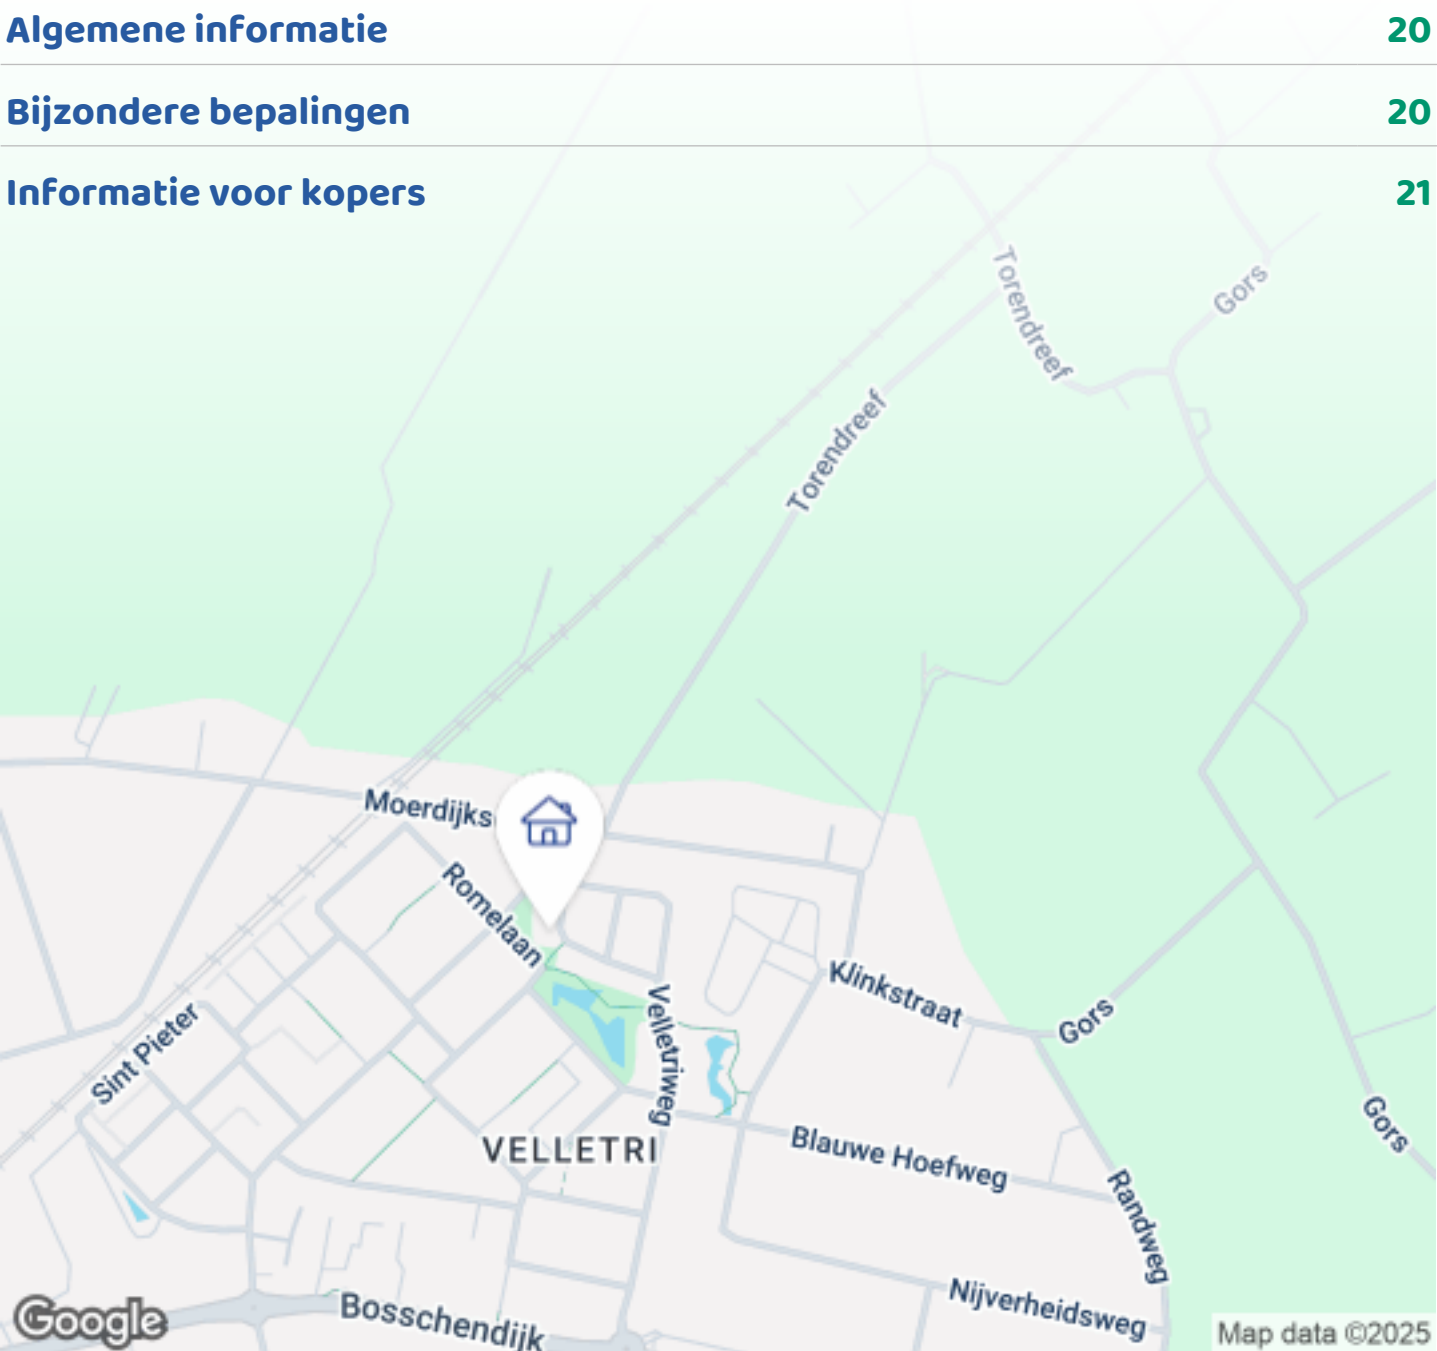 Algemene informatie 20
Bijzondere bepalingen 20
Informatie voor kopers 21
Torendreef
Gors
Torendreef
Moerdijks
Romelaan
Klinkstraat
Gors
Sint Pieter
Velletriweg
Gors
VELLETRI
Blauwe Hoefweg
Randweg
Nijverheidsweg
Bosschendijk
Google
Map data ©2025